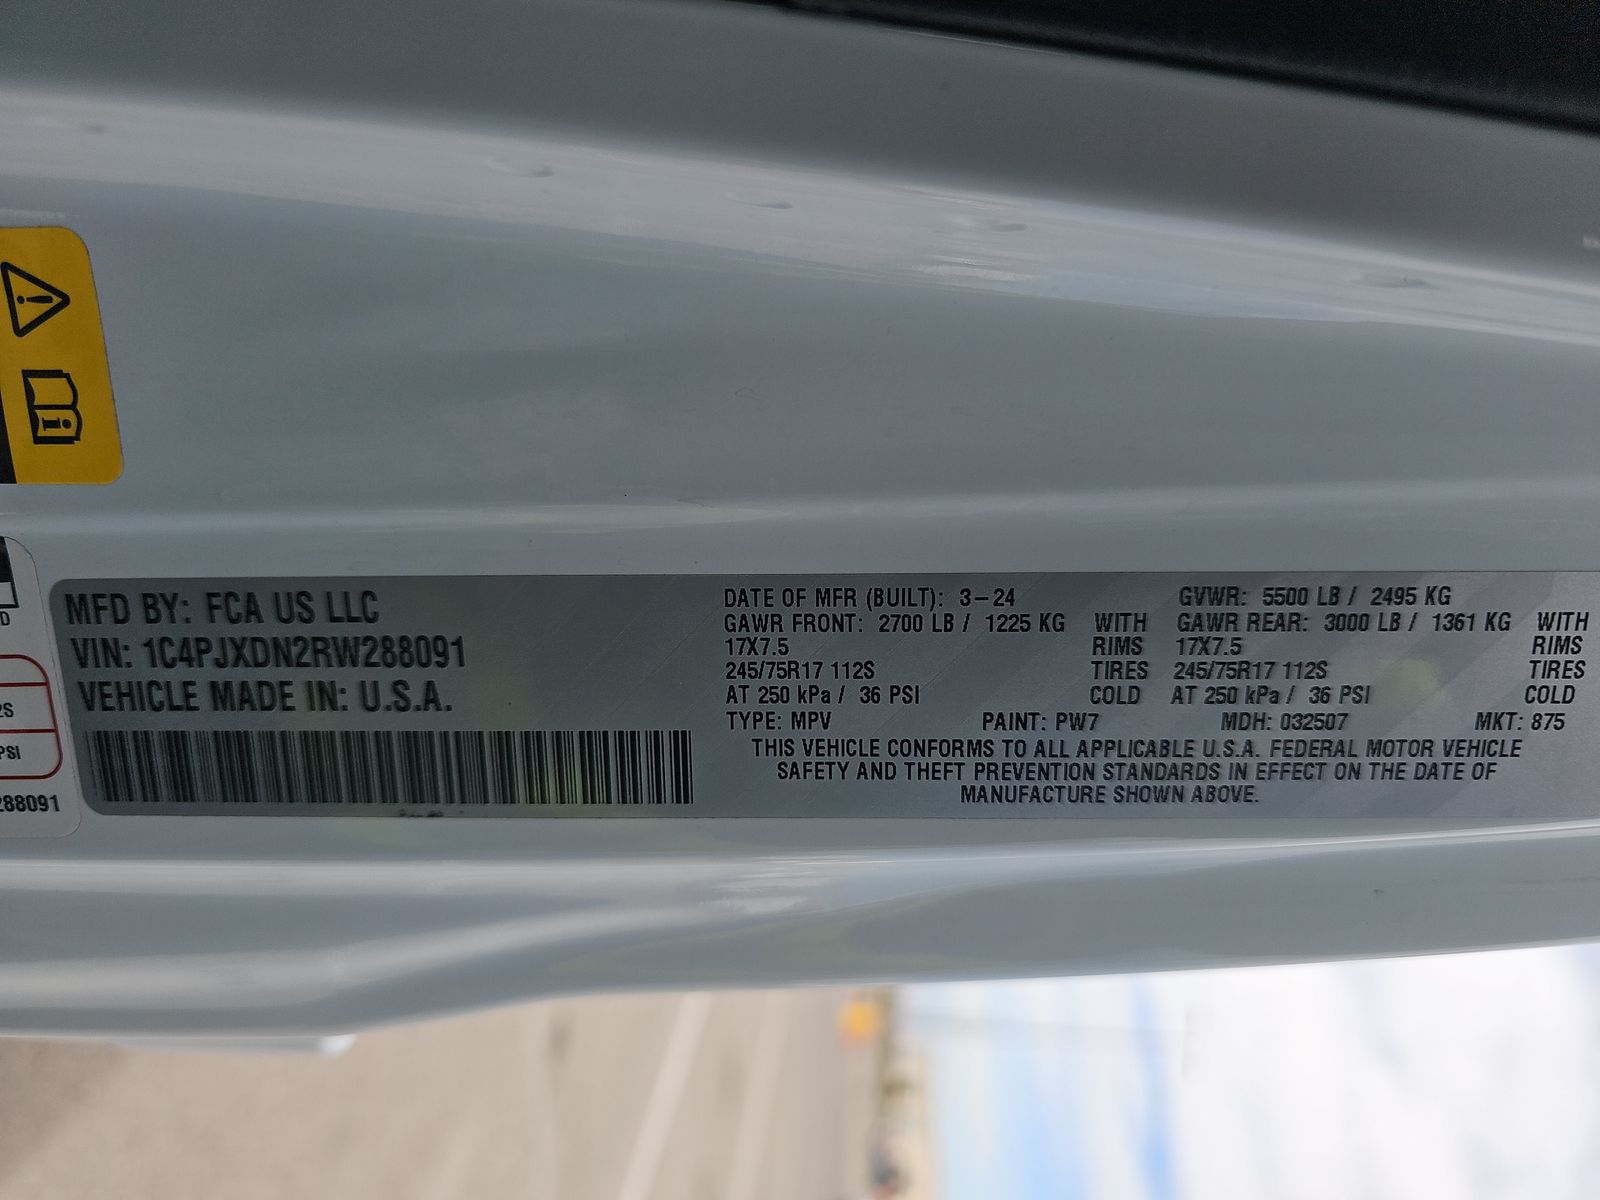 MFD BY: FCA US LLC
VIN: 1C4PJXDN2RW288091
VEHICLE MADE IN: U.S.A.
DATE OF MFR (BUILT): 3-24 GVWR: 5500 LB / 2495 KG
GAWR FRONT: 2700 LB / 1225 KG WITH GAWR REAR: 3000 LB / 1361 KG WITH
17X7.5 RIMS 17X7.5 RIMS
245/75R17 112S TIRES 245/75R17 112S TIRES
AT 250 kPa / 36 PSI COLD AT 250 kPa / 36 PSI COLD
TYPE: MPV PAINT: PW7 MDH: 032507 MKT: 875
THIS VEHICLE CONFORMS TO ALL APPLICABLE U.S.A. FEDERAL MOTOR VEHICLE
SAFETY AND THEFT PREVENTION STANDARDS IN EFFECT ON THE DATE OF
MANUFACTURE SHOWN ABOVE.
PSI
288091